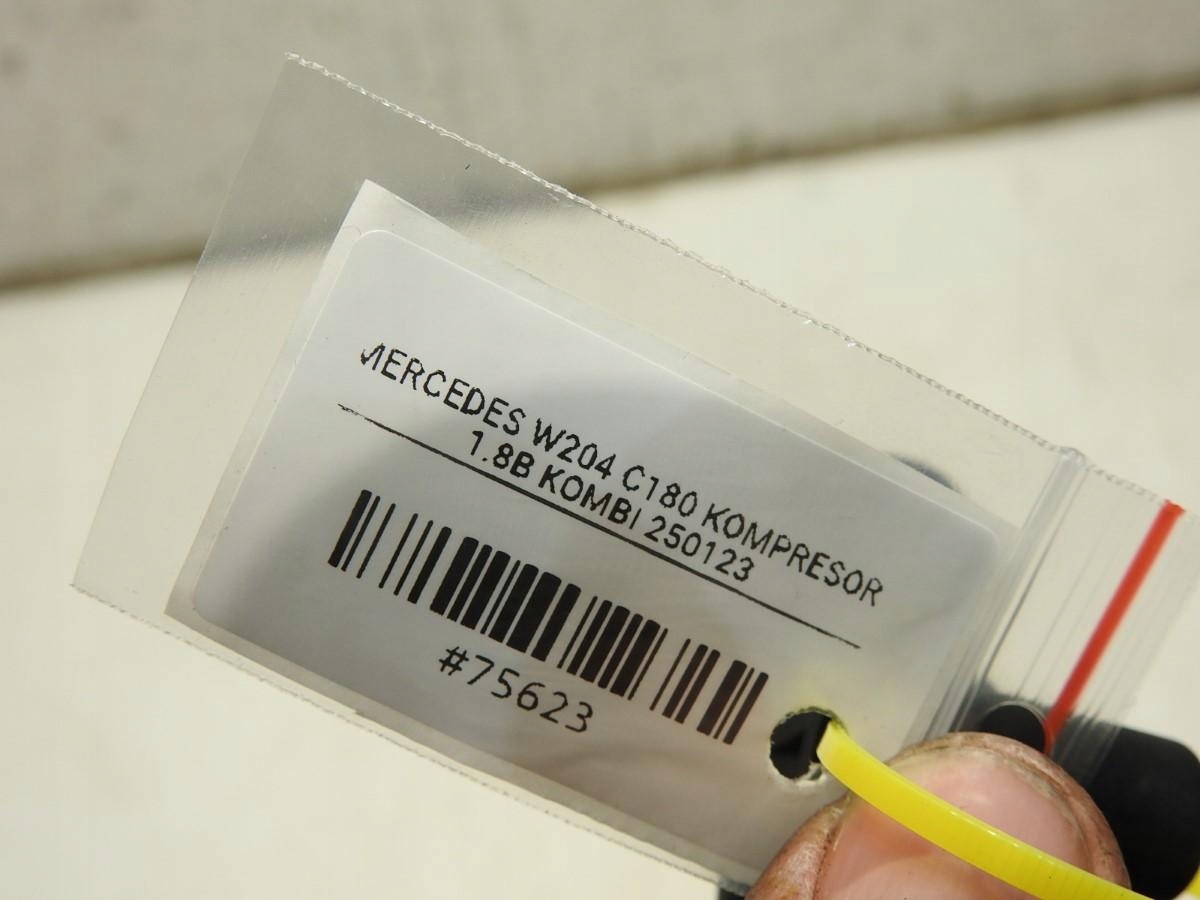 MERCEDES W204 C180 KOMPRESOR
1.8B KOMBI 250123
#75623